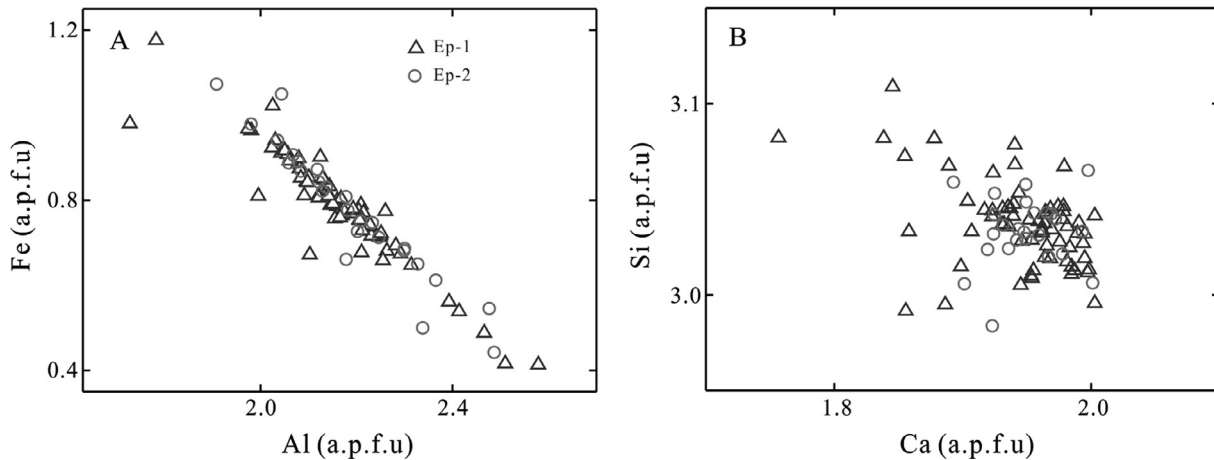 A
Ep-1
Ep-2
1.2
0.8
0.4
Fe (a.p.f.u)
2.0
2.4
Al (a.p.f.u)
B
3.1
3.0
Si (a.p.f.u)
1.8
2.0
Ca (a.p.f.u)